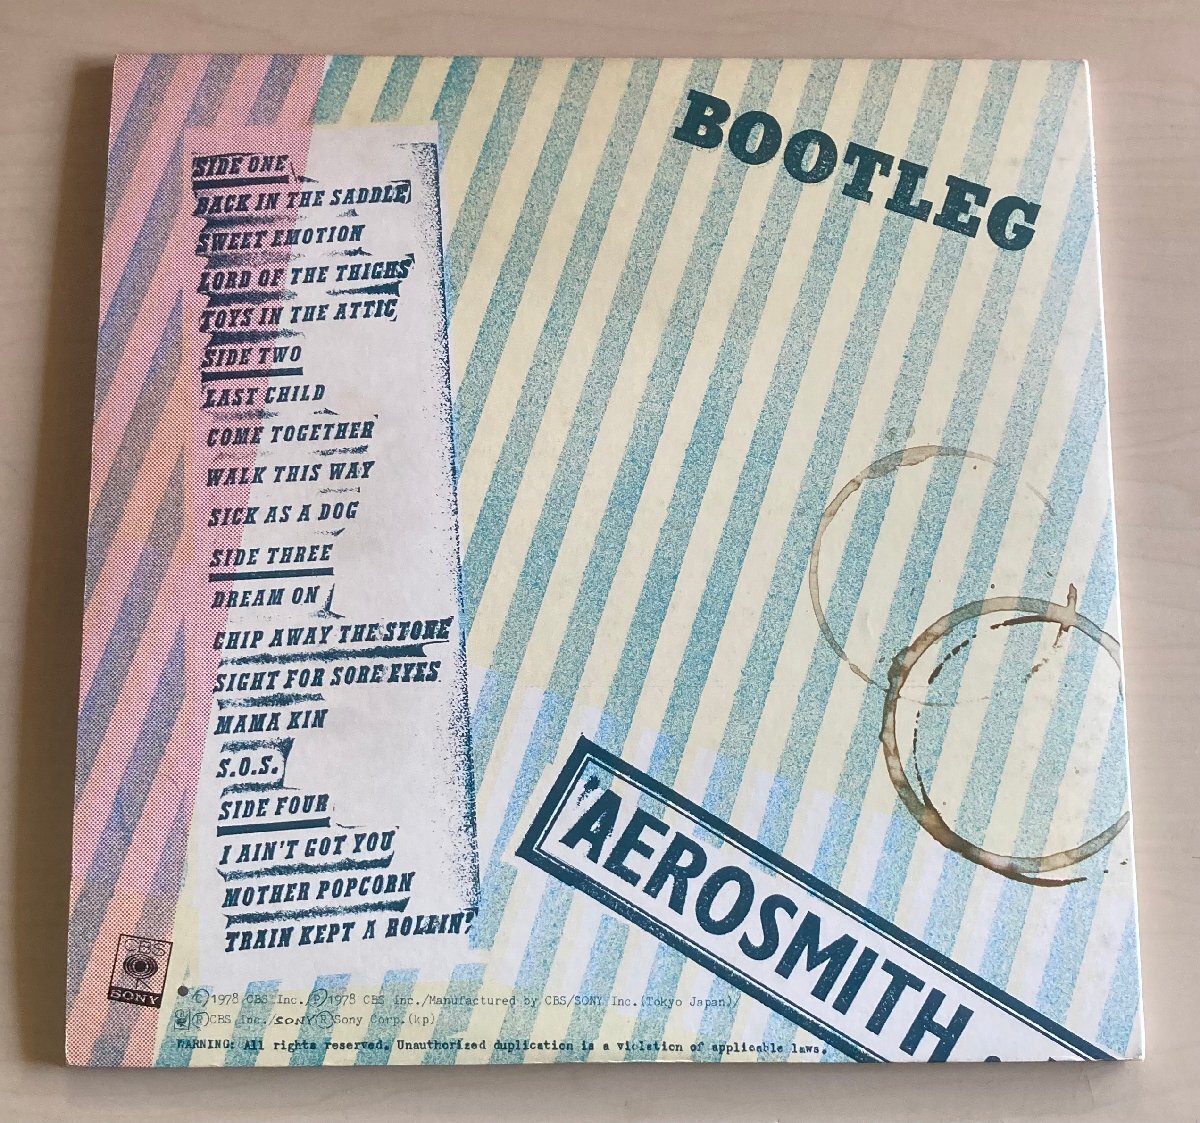 BOOTLEG
SIDE ONE
BACK IN THE SADDLE
SWEET EMOTION
LORD OF THE THIGHS
TOYS IN THE ATTIC
SIDE TWO
LAST CHILD
COME TOGETHER
WALK THIS WAY
SICK AS A DOG
SIDE THREE
DREAM ON
CHIP AWAY THE STONE
SIGHT FOR SORE EYES
MAMA KIN
S.O.S.
SIDE FOUR
I AIN'T GOT YOU
MOTHER POPCORN
TRAIN KEPT A ROLLIN'
AEROSMITH
CBS
SONY
©1978 CBS Inc./℗1978 CBS Inc./Manufactured by CBS/SONY Inc.(Tokyo Japan)/
®CBS Inc./SONY®Sony Corp.(kp)
WARNING: All rights reserved. Unauthorized duplication is a violation of applicable laws.